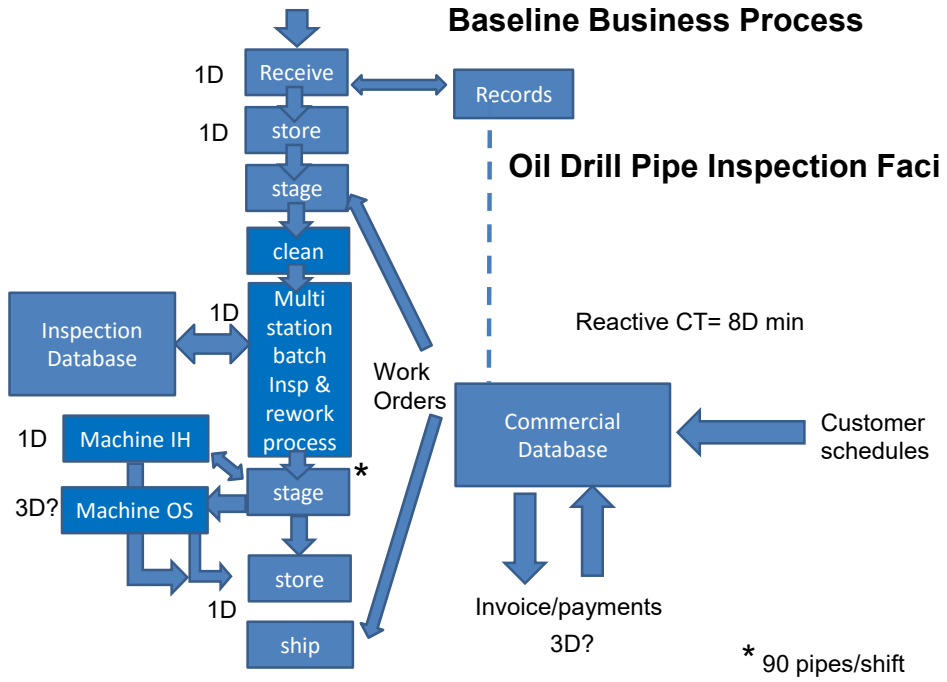 Baseline Business Process
1D
Receive
Records
1D
store
Oil Drill Pipe Inspection Faci
stage
clean
1D
Multi
station
batch
Insp &
rework
process
Inspection
Database
Reactive CT= 8D min
Work
Orders
Commercial
Database
Customer
schedules
1D
Machine IH
*
3D?
Machine OS
stage
store
1D
ship
Invoice/payments
3D?
* 90 pipes/shift